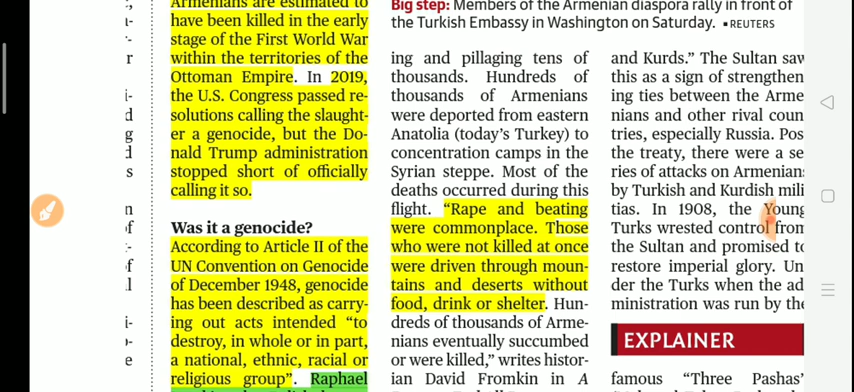 Armenians are estimated to
have been killed in the early
stage of the First World War
within the territories of the
Ottoman Empire. In 2019,
the U.S. Congress passed re-
solutions calling the slaught-
er a genocide, but the Do-
nald Trump administration
stopped short of officially
calling it so.
Was it a genocide?
According to Article II of the
UN Convention on Genocide
of December 1948, genocide
has been described as carry-
ing out acts intended “to
destroy, in whole or in part,
a national, ethnic, racial or
religious group”. Raphael
Big step: Members of the Armenian diaspora rally in front of
the Turkish Embassy in Washington on Saturday. ▪ REUTERS
ing and pillaging tens of
thousands. Hundreds of
thousands of Armenians
were deported from eastern
Anatolia (today’s Turkey) to
concentration camps in the
Syrian steppe. Most of the
deaths occurred during this
flight. “Rape and beating
were commonplace. Those
who were not killed at once
were driven through moun-
tains and deserts without
food, drink or shelter. Hun-
dreds of thousands of Arme-
nians eventually succumbed
or were killed,” writes histor-
ian David Fromkin in A
and Kurds.” The Sultan saw
this as a sign of strengthen
ing ties between the Arme
nians and other rival coun
tries, especially Russia. Pos
the treaty, there were a se
ries of attacks on Armenian
by Turkish and Kurdish mili
tias. In 1908, the Young
Turks wrested control from
the Sultan and promised to
restore imperial glory. Un
der the Turks when the ad
ministration was run by the
EXPLAINER
famous “Three Pashas’